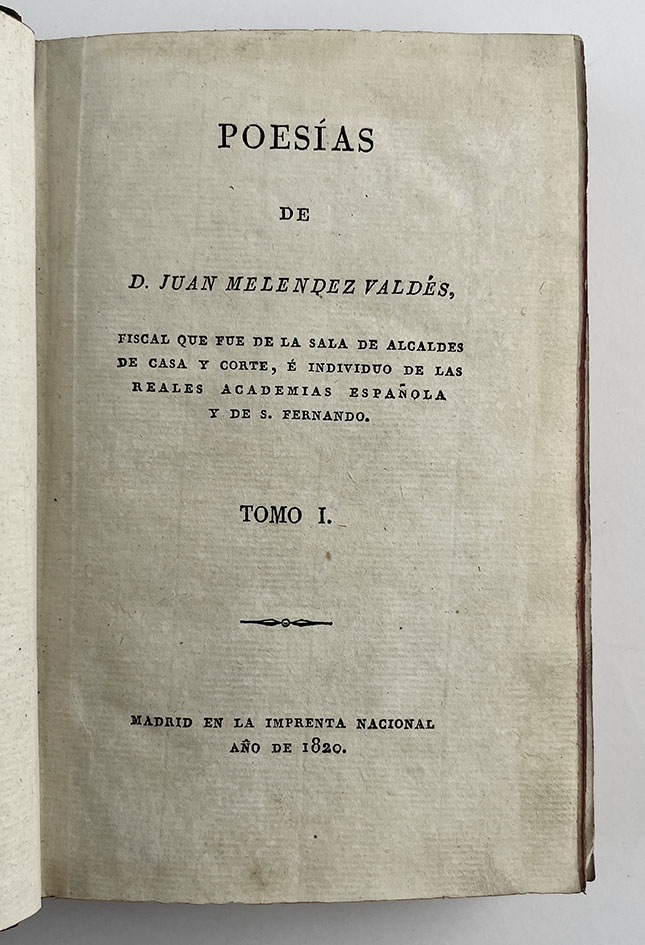 POESÍAS
DE
D. JUAN MELENDEZ VALDÉS,
FISCAL QUE FUE DE LA SALA DE ALCALDES
DE CASA Y CORTE, É INDIVIDUO DE LAS
REALES ACADEMIAS ESPAÑOLA
Y DE S. FERNANDO.
TOMO I.
MADRID EN LA IMPRENTA NACIONAL
AÑO DE 1820.